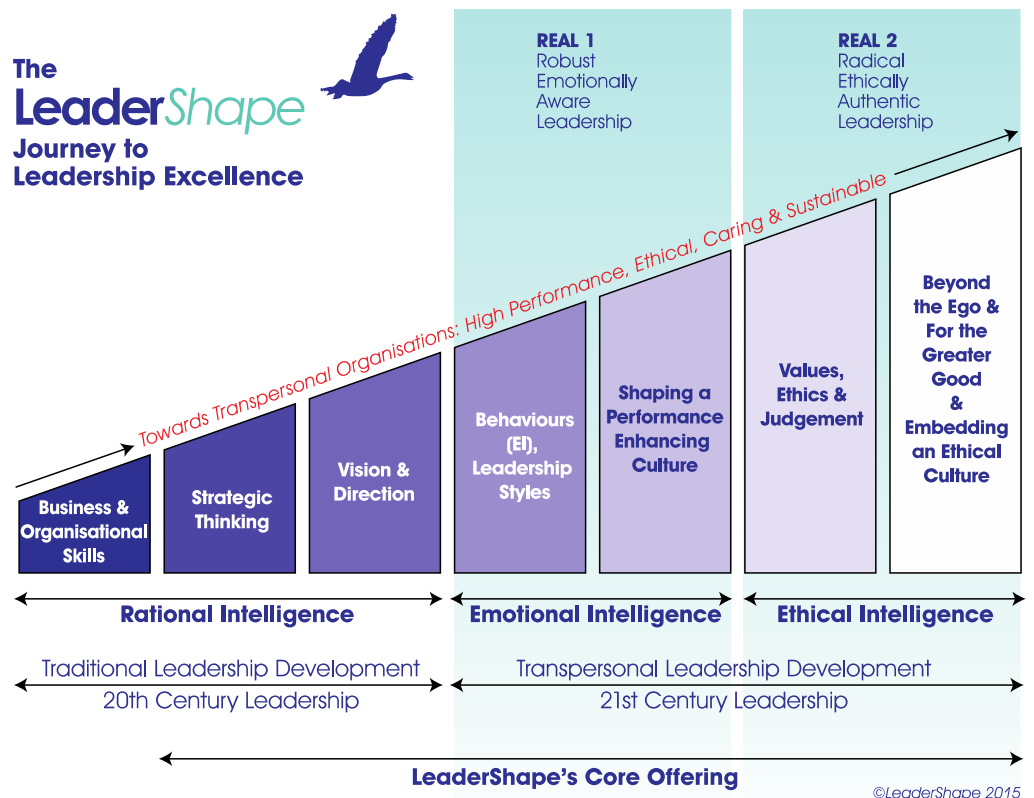 The
LeaderShape
Journey to
Leadership Excellence
REAL 1
Robust
Emotionally
Aware
Leadership
REAL 2
Radical
Ethically
Authentic
Leadership
Towards Transpersonal Organisations: High Performance, Ethical, Caring & Sustainable
Business &
Organisational
Skills
Strategic
Thinking
Vision &
Direction
Behaviours
(EI),
Leadership
Styles
Shaping a
Performance
Enhancing
Culture
Values,
Ethics &
Judgement
Beyond
the Ego &
For the
Greater
Good
&
Embedding
an Ethical
Culture
Rational Intelligence
Emotional Intelligence
Ethical Intelligence
Traditional Leadership Development
Transpersonal Leadership Development
20th Century Leadership
21st Century Leadership
LeaderShape's Core Offering
©LeaderShape 2015